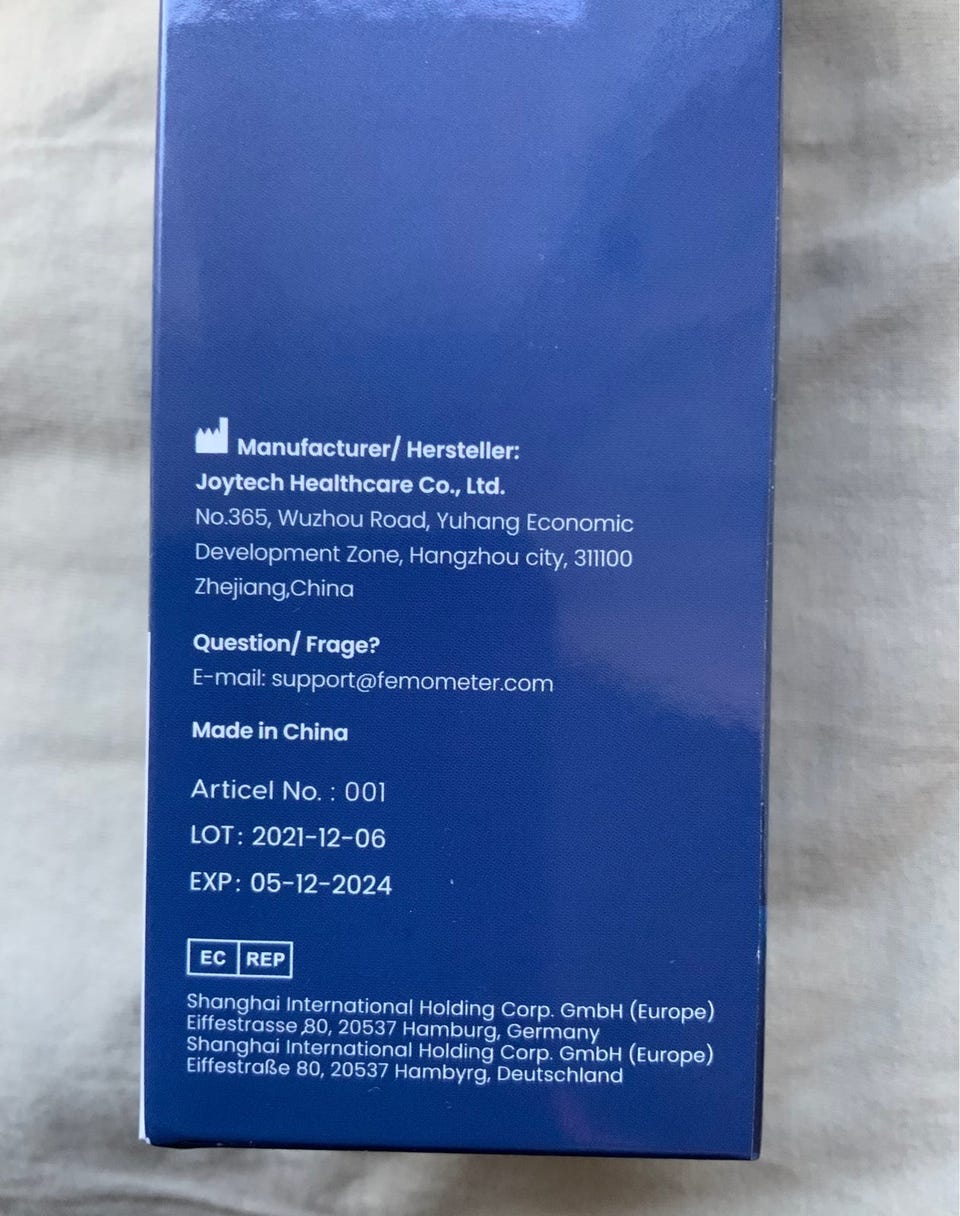 Manufacturer/ Hersteller:
Joytech Healthcare Co., Ltd.
No.365, Wuzhou Road, Yuhang Economic
Development Zone, Hangzhou city, 311100
Zhejiang,China
Question/ Frage?
E-mail: support@femometer.com
Made in China
Articel No. : 001
LOT: 2021-12-06
EXP: 05-12-2024
EC REP
Shanghai International Holding Corp. GmbH (Europe)
Eiffestrasse ,80, 20537 Hamburg, Germany
Shanghai International Holding Corp. GmbH (Europe)
Eiffestraße 80, 20537 Hambyrg, Deutschland